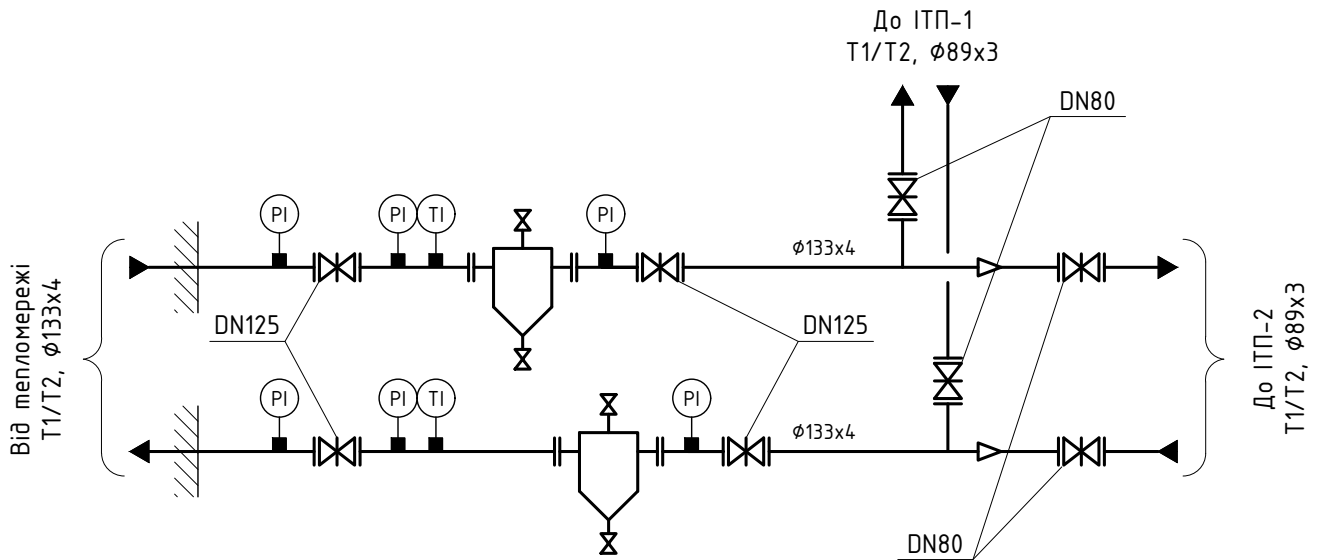 До ІТП-1
Т1/Т2, Ф89х3
DN80
PI
PI
TI
PI
Ф133х4
DN125
DN125
Від тепломережі
Т1/Т2, Ф133х4
До ІТП-2
Т1/Т2, Ф89х3
PI
PI
TI
PI
Ф133х4
DN80